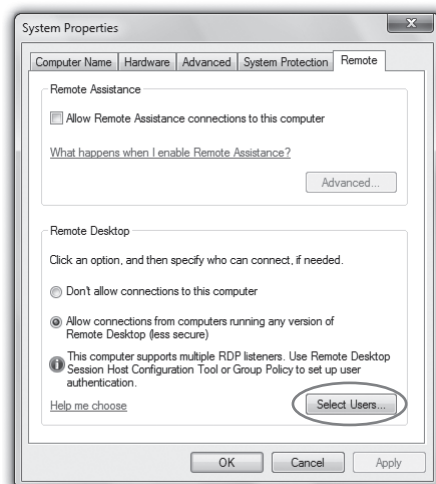 System Properties
Computer Name Hardware Advanced System Protection Remote
Remote Assistance
Allow Remote Assistance connections to this computer
What happens when I enable Remote Assistance?
Advanced...
Remote Desktop
Click an option, and then specify who can connect, if needed.
Don't allow connections to this computer
Allow connections from computers running any version of
Remote Desktop (less secure)
This computer supports multiple RDP listeners. Use Remote Desktop
Session Host Configuration Tool or Group Policy to set up user
authentication.
Help me choose
Select Users...
OK Cancel Apply